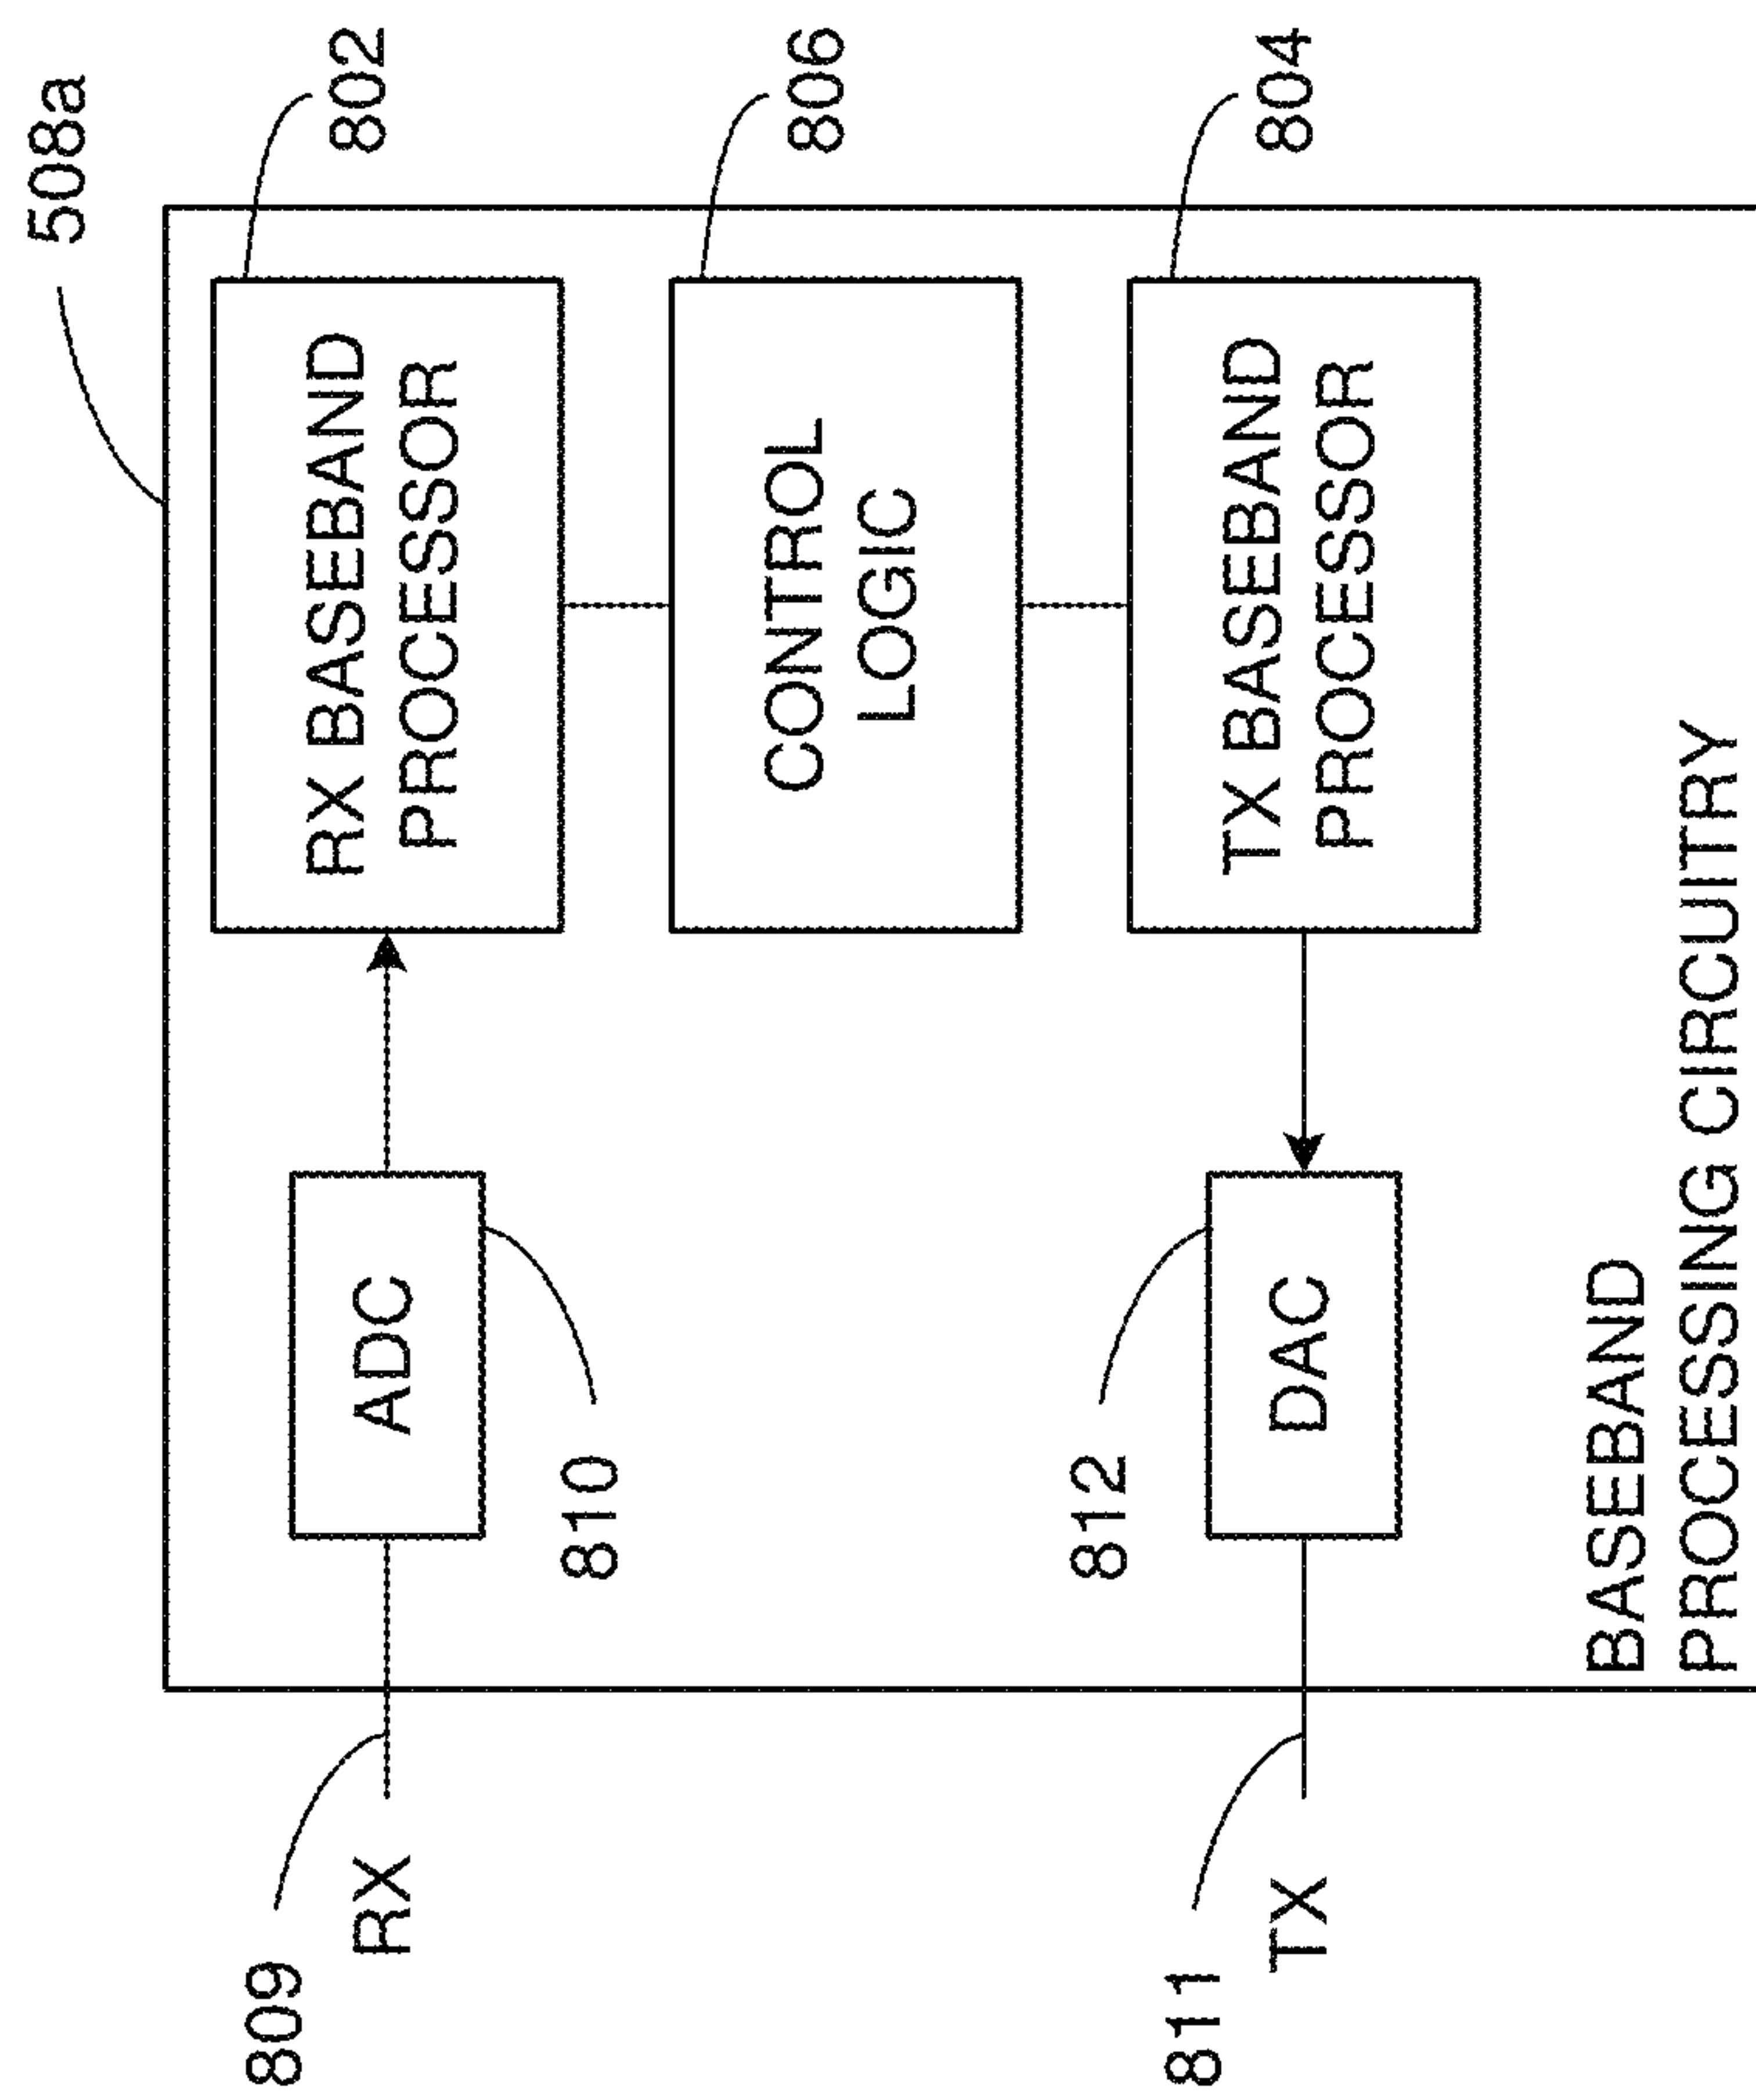 508a
RX BASEBAND
PROCESSOR
802
ADC
810
809
RX
CONTROL
LOGIC
806
TX BASEBAND
PROCESSOR
804
DAC
812
811
TX
BASEBAND
PROCESSING CIRCUITRY